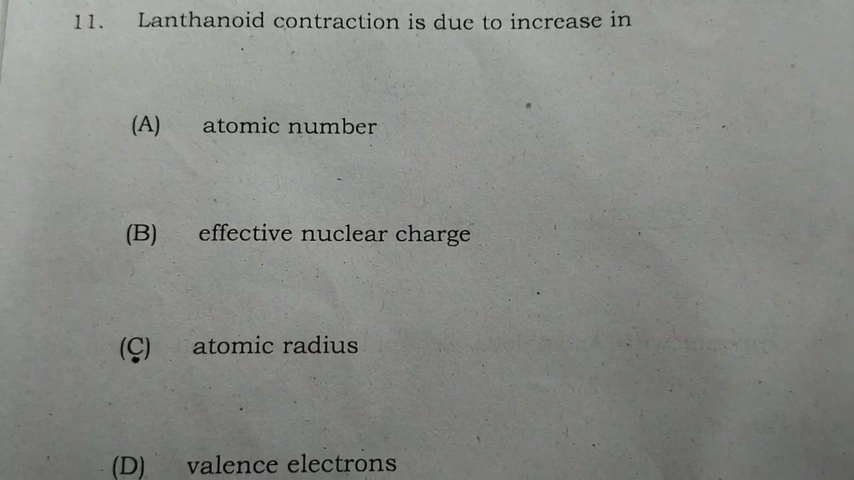 11. Lanthanoid contraction is due to increase in
(A) atomic number
(B) effective nuclear charge
(C) atomic radius
(D) valence electrons